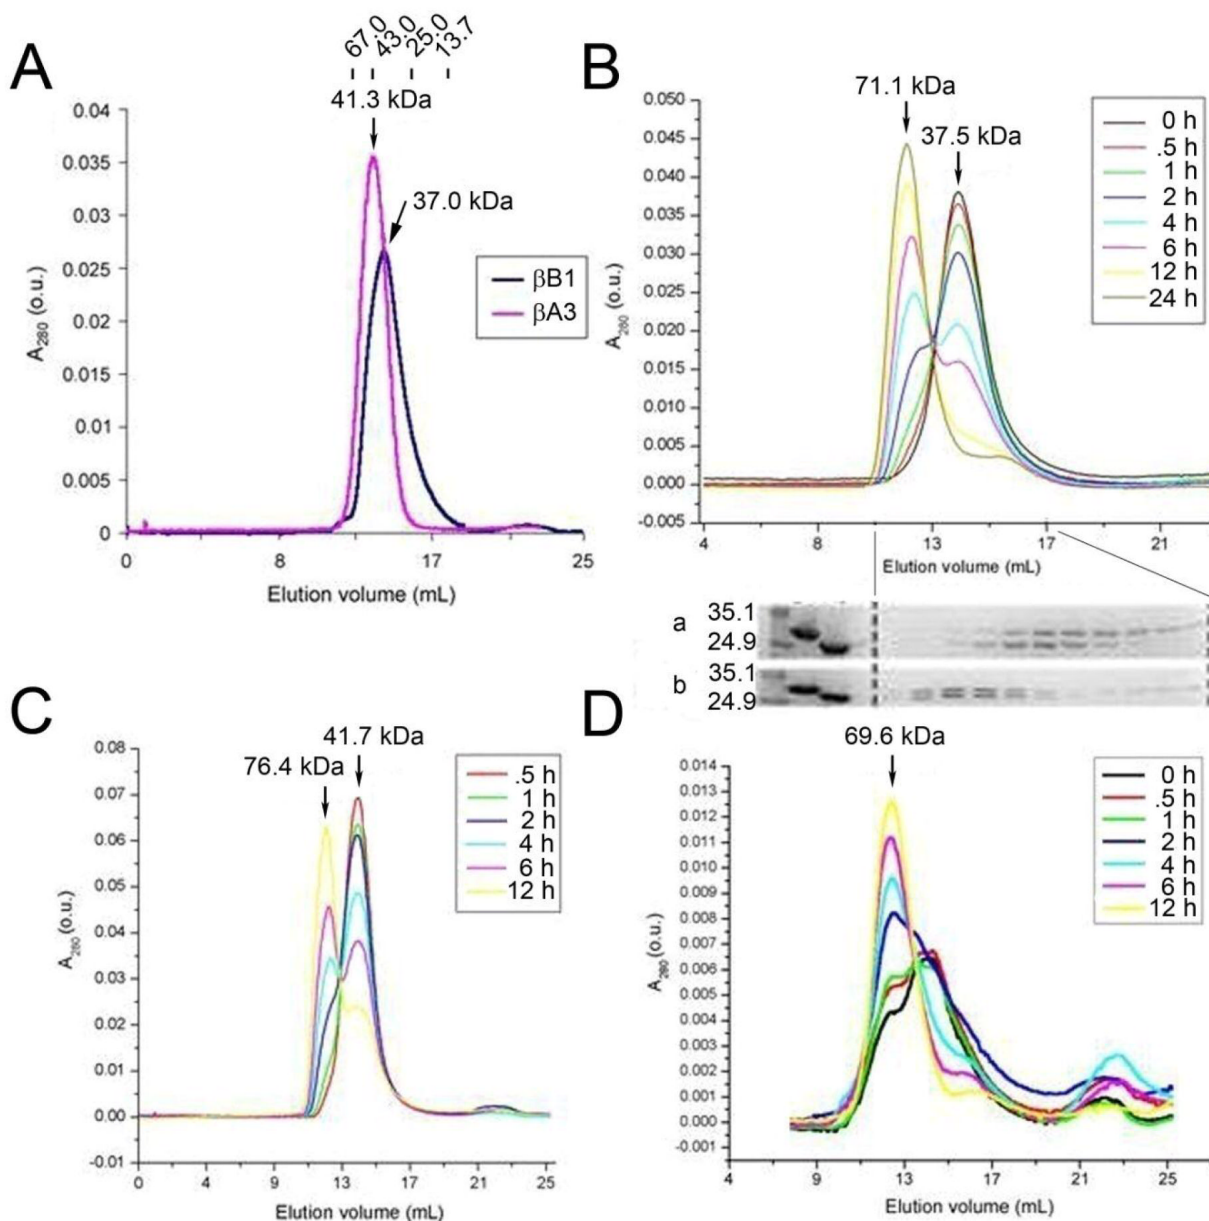 A
67.0
43.0
25.0
13.7
41.3 kDa
37.0 kDa
βB1
βA3
0.04
0.035
0.03
0.025
0.02
0.015
0.01
0.005
0
A280 (o.u.)
0 8 17 25
Elution volume (mL)
B
71.1 kDa
37.5 kDa
0 h
.5 h
1 h
2 h
4 h
6 h
12 h
24 h
0.050
0.045
0.040
0.035
0.030
0.025
0.020
0.015
0.010
0.005
0.000
-0.005
A280 (o.u.)
4 8 13 17 21
Elution volume (mL)
a
35.1
24.9
b
35.1
24.9
C
76.4 kDa
41.7 kDa
.5 h
1 h
2 h
4 h
6 h
12 h
0.08
0.07
0.06
0.05
0.04
0.03
0.02
0.01
0.00
-0.01
A280 (o.u.)
0 4 9 13 17 21 25
Elution volume (mL)
D
69.6 kDa
0 h
.5 h
1 h
2 h
4 h
6 h
12 h
0.014
0.013
0.012
0.011
0.010
0.009
0.008
0.007
0.006
0.005
0.004
0.003
0.002
0.001
0.000
-0.001
A280 (o.u.)
4 9 13 17 21 25
Elution volume (mL)